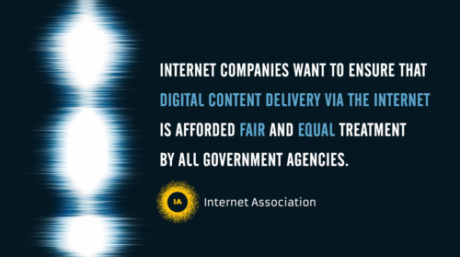 INTERNET COMPANIES WANT TO ENSURE THAT
DIGITAL CONTENT DELIVERY VIA THE INTERNET
IS AFFORDED FAIR AND EQUAL TREATMENT
BY ALL GOVERNMENT AGENCIES.
IA
Internet Association